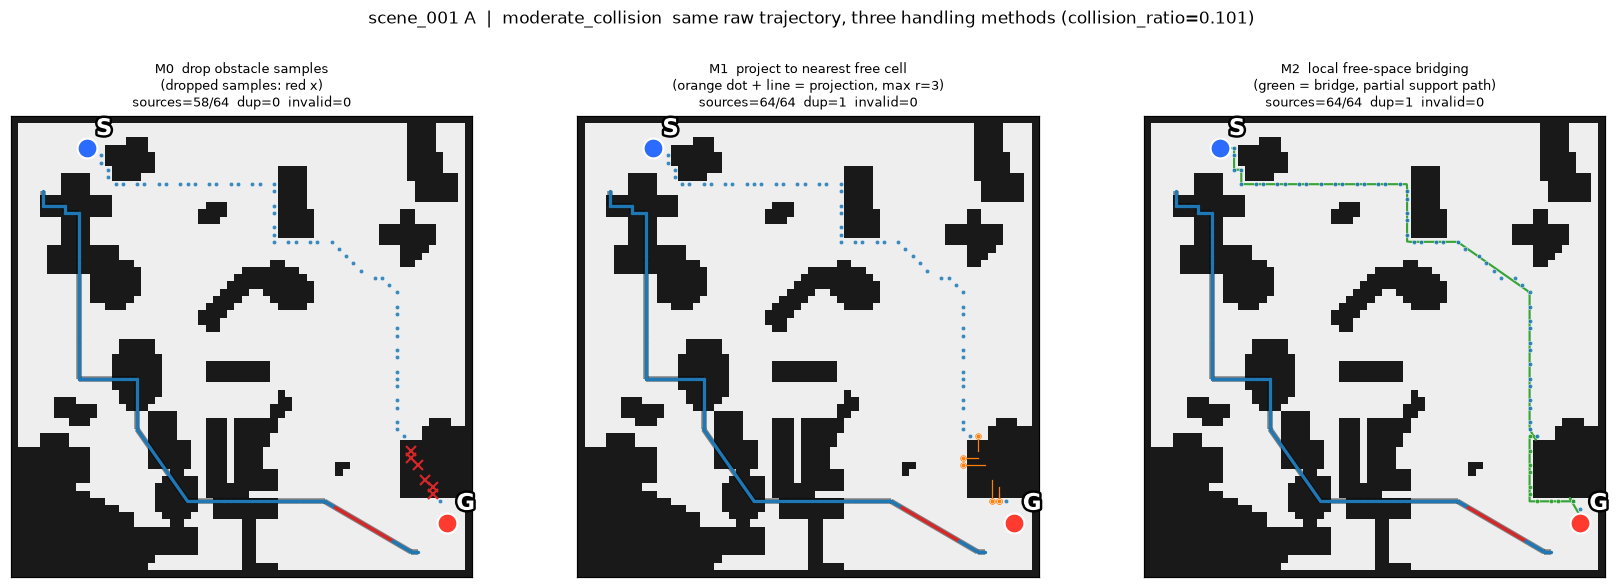 scene_001 A | moderate_collision same raw trajectory, three handling methods (collision_ratio=0.101)
M0 drop obstacle samples
(dropped samples: red x)
sources=58/64 dup=0 invalid=0
M1 project to nearest free cell
(orange dot + line = projection, max r=3)
sources=64/64 dup=1 invalid=0
M2 local free-space bridging
(green = bridge, partial support path)
sources=64/64 dup=1 invalid=0
S
S
S
G
G
G